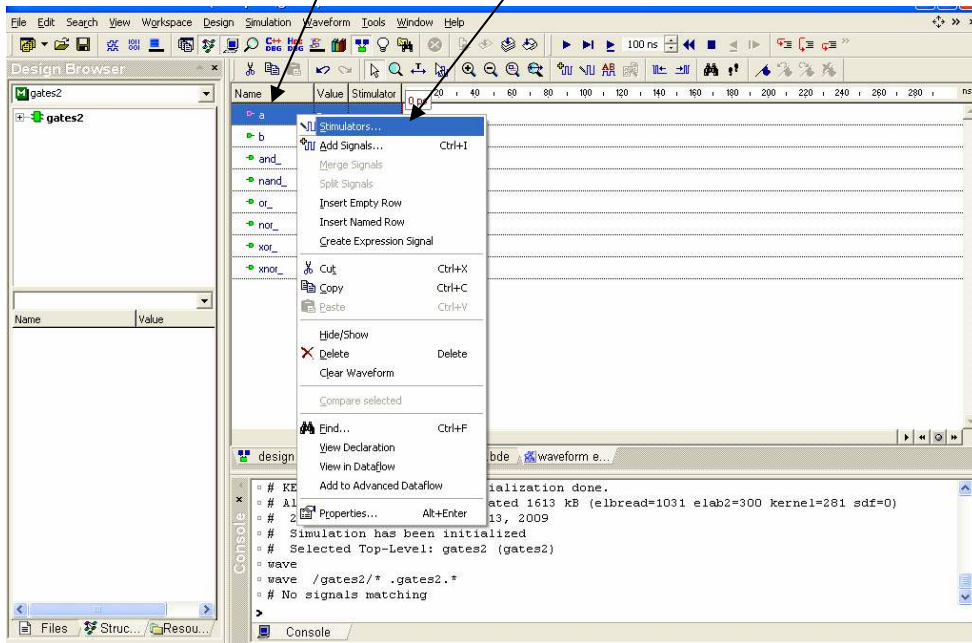 File Edit Search View Workspace Design Simulation Waveform Tools Window Help
100 ns
Design Browser
gates2
gates2
Name Value
Files Struc... Resou...
Name Value Stimulator 20 40 60 80 100 120 140 160 180 200 220 240 260 280 ns
0 ps
a
b
and_
nand_
or_
nor_
xor_
xnor_
Stimulators...
Add Signals... Ctrl+I
Merge Signals
Split Signals
Insert Empty Row
Insert Named Row
Create Expression Signal
Cut Ctrl+X
Copy Ctrl+C
Paste Ctrl+V
Hide/Show
Delete Delete
Clear Waveform
Compare selected
Find... Ctrl+F
View Declaration
View in Dataflow
Add to Advanced Dataflow
Properties... Alt+Enter
design .bde waveform e...
# KE ialization done.
# Al ated 1613 kB (elbread=1031 elab2=300 kernel=281 sdf=0)
# 2 13, 2009
# Simulation has been initialized
# Selected Top-Level: gates2 (gates2)
wave
wave /gates2/* .gates2.*
# No signals matching
>
Console
Console